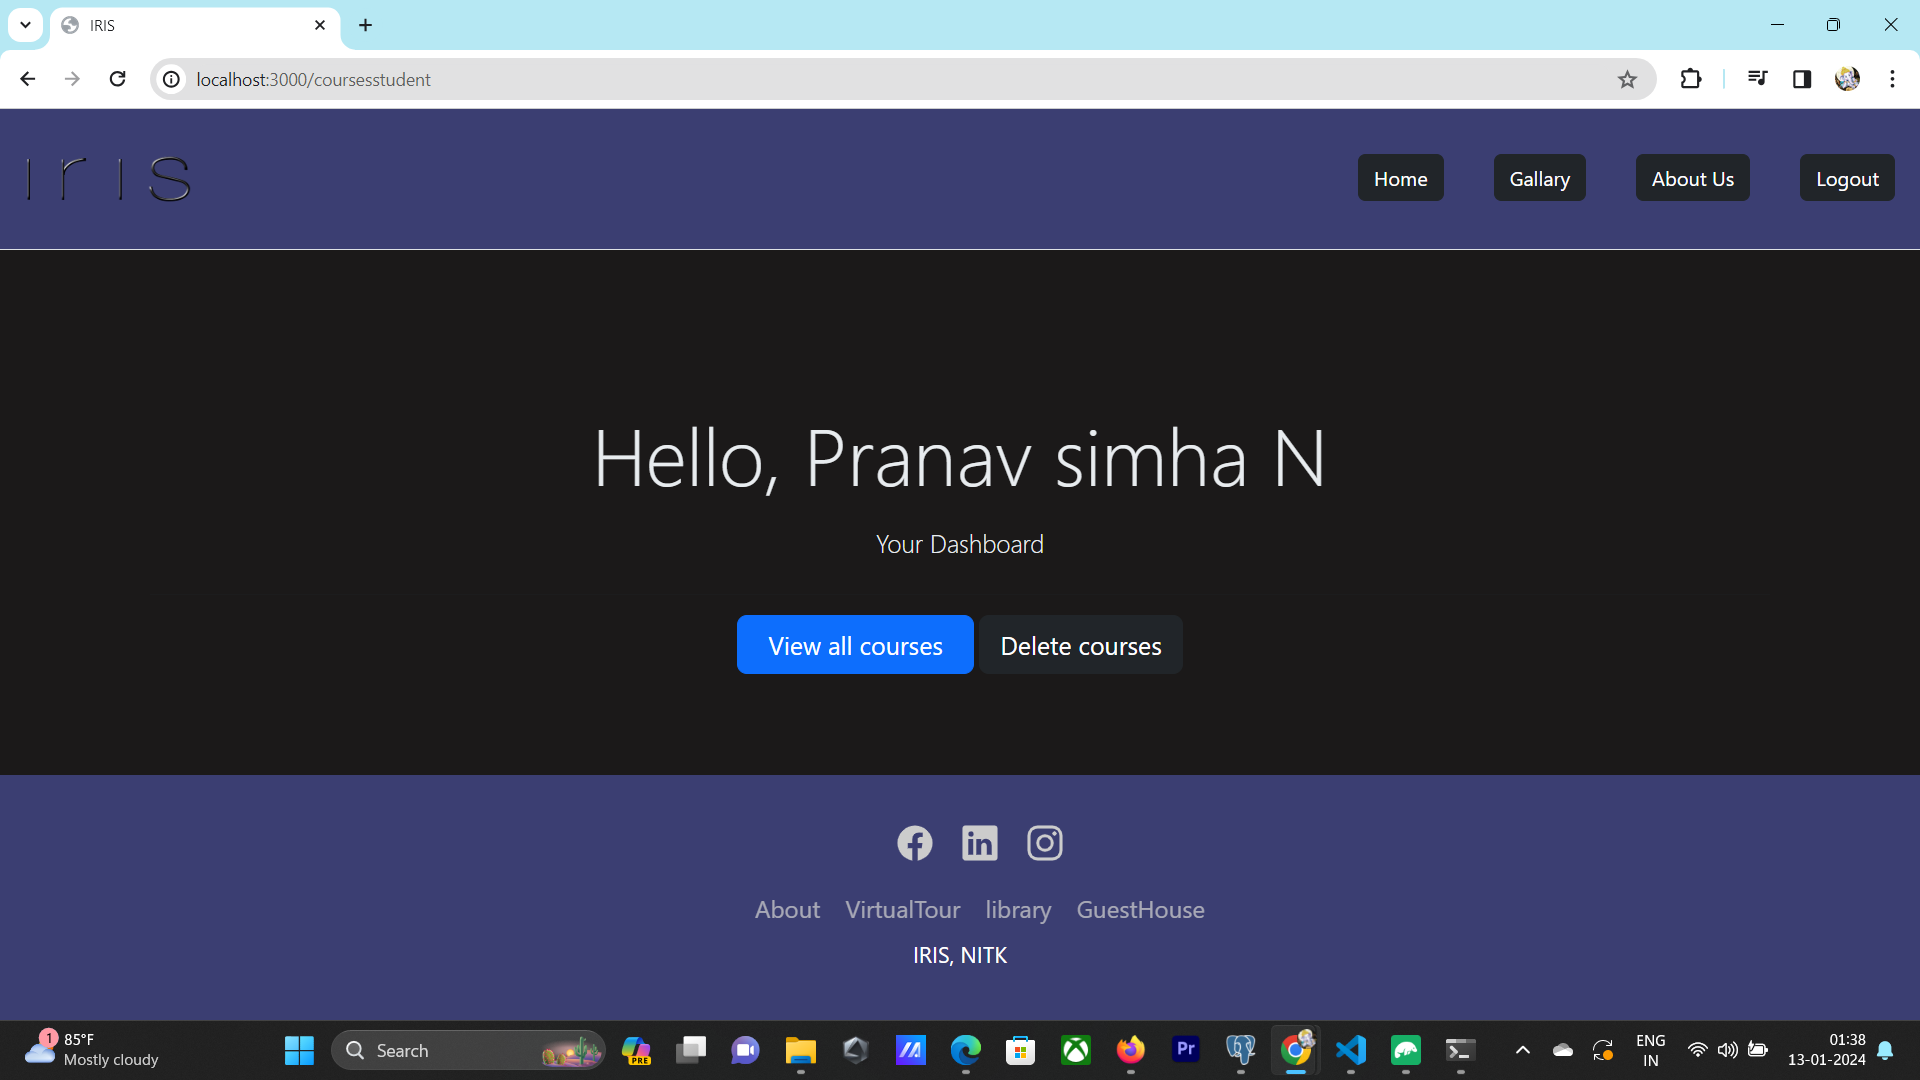 IRIS
localhost:3000/coursesstudent
iris
Home
Gallary
About Us
Logout
Hello, Pranav simha N
Your Dashboard
View all courses
Delete courses
About
VirtualTour
library
GuestHouse
IRIS, NITK
1
85°F
Mostly cloudy
Search
PRE
Pr
ENG
IN
01:38
13-01-2024